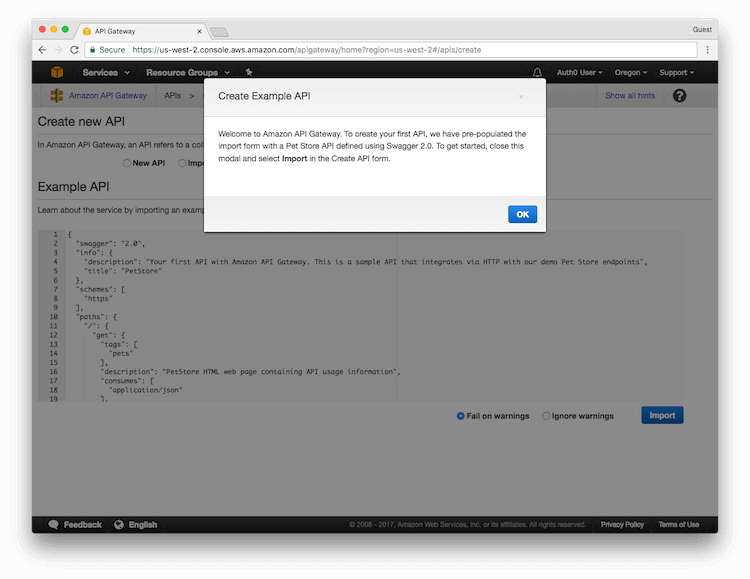 API Gateway
Guest
Secure https://us-west-2.console.aws.amazon.com/apigateway/home?region=us-west-2#/apis/create
Services Resource Groups Auth0 User Oregon Support
Amazon API Gateway APIs > Show all hints
Create Example API
Create new API
Welcome to Amazon API Gateway. To create your first API, we have pre-populated the
import form with a Pet Store API defined using Swagger 2.0. To get started, close this
modal and select Import in the Create API form.
In Amazon API Gateway, an API refers to a
New API
Example API
Learn about the service by importing an
OK
1 {
2 "swagger": "2.0",
3 "info": {
4 "description": "Your first API with Amazon API Gateway. This is a sample API that integrates via HTTP with our demo Pet Store endpoints",
5 "title": "PetStore"
6 },
7 "schemes": [
8 "https"
9 ],
10 "paths": {
11 "/": {
12 "get": {
13 "tags": [
14 "pets"
15 ],
16 "description": "PetStore HTML web page containing API usage information",
17 "consumes": [
18 "application/json"
19 ],
Fail on warnings Ignore warnings Import
Feedback English © 2008 - 2017, Amazon Web Services, Inc. or its affiliates. All rights reserved. Privacy Policy Terms of Use